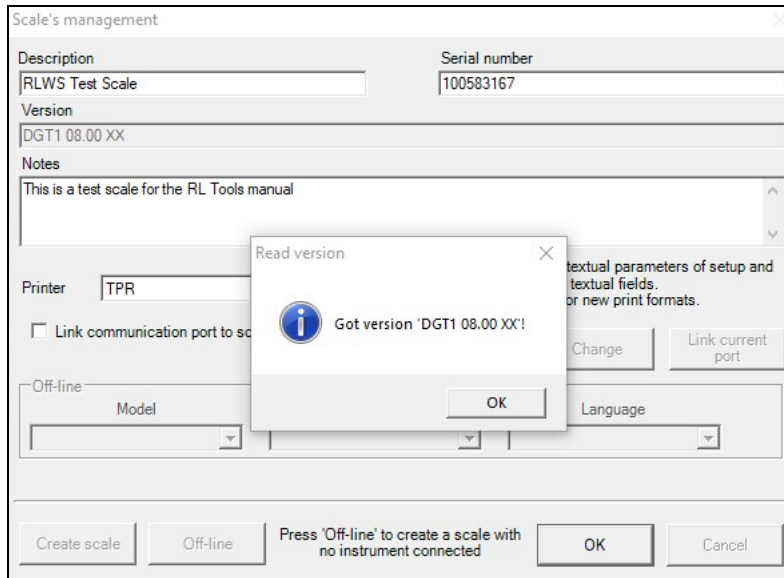 Scale's management
Description
Serial number
RLWS Test Scale
100583167
Version
DGT1 08.00 XX
Notes
This is a test scale for the RL Tools manual
Read version
Got version 'DGT1 08.00 XX'!
OK
textual parameters of setup and
textual fields.
or new print formats.
Printer
TPR
Link communication port to
Change
Link current
port
Off-line
Model
Language
Create scale
Off-line
Press 'Off-line' to create a scale with
no instrument connected
OK
Cancel